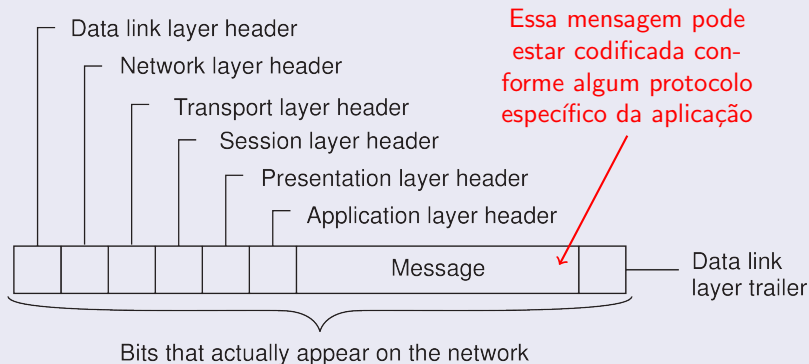 Data link layer header
Network layer header
Transport layer header
Session layer header
Presentation layer header
Application layer header
Essa mensagem pode
estar codificada con-
forme algum protocolo
específico da aplicação
Message
Data link
layer trailer
Bits that actually appear on the network